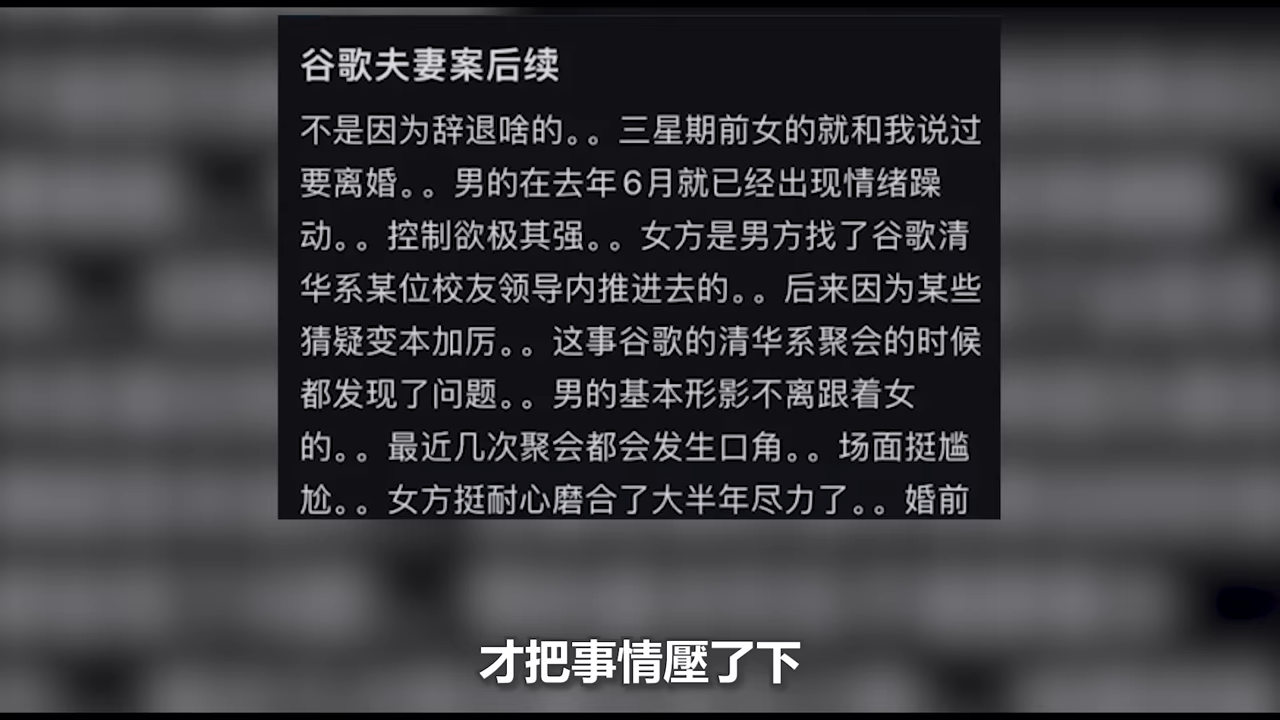 谷歌夫妻案后续
不是因为辞退啥的。。三星期前女的就和我说过
要离婚。。男的在去年6月就已经出现情绪躁
动。。控制欲极其强。。女方是男方找了谷歌清
华系某位校友领导内推进去的。。后来因为某些
猜疑变本加厉。。这事谷歌的清华系聚会的时候
都发现了问题。。男的基本形影不离跟着女
的。。最近几次聚会都会发生口角。。场面挺尴
尬。。女方挺耐心磨合了大半年尽力了。。婚前
才把事情壓了下